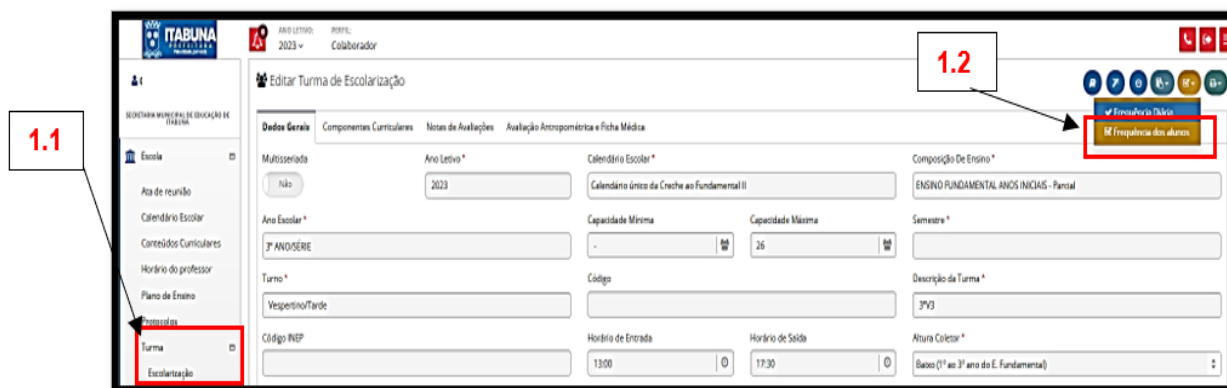 ITABUNA
PREFEITURA
ANO LETIVO: PERFIL:
2023 Colaborador
1.2
Editar Turma de Escolarização
SECRETARIA MUNICIPAL DE EDUCAÇÃO DE
ITABUNA
1.1
Dados Gerais Componentes Curriculares Notas de Avaliações Avaliação Antropométrica e Ficha Médica
Frequência Diária
Frequência dos alunos
Escola
Multisseriada Ano Letivo * Calendário Escolar * Composição De Ensino *
Não 2023 Calendário único da Creche ao Fundamental II ENSINO FUNDAMENTAL ANOS INICIAIS - Parcial
Ata de reunião
Calendário Escolar
Ano Escolar * Capacidade Mínima Capacidade Máxima Semestre *
Conteúdos Curriculares
3º ANO/SÉRIE - 26
Horário do professor
Turno * Código Descrição da Turma *
Plano de Ensino
Vespertino/Tarde 3ºV3
Protocolos
Código INEP Horário de Entrada Horário de Saída Altura Coletor *
Turma
13:00 17:30 Baixo (1º ao 3º ano do E. Fundamental)
Escolarização